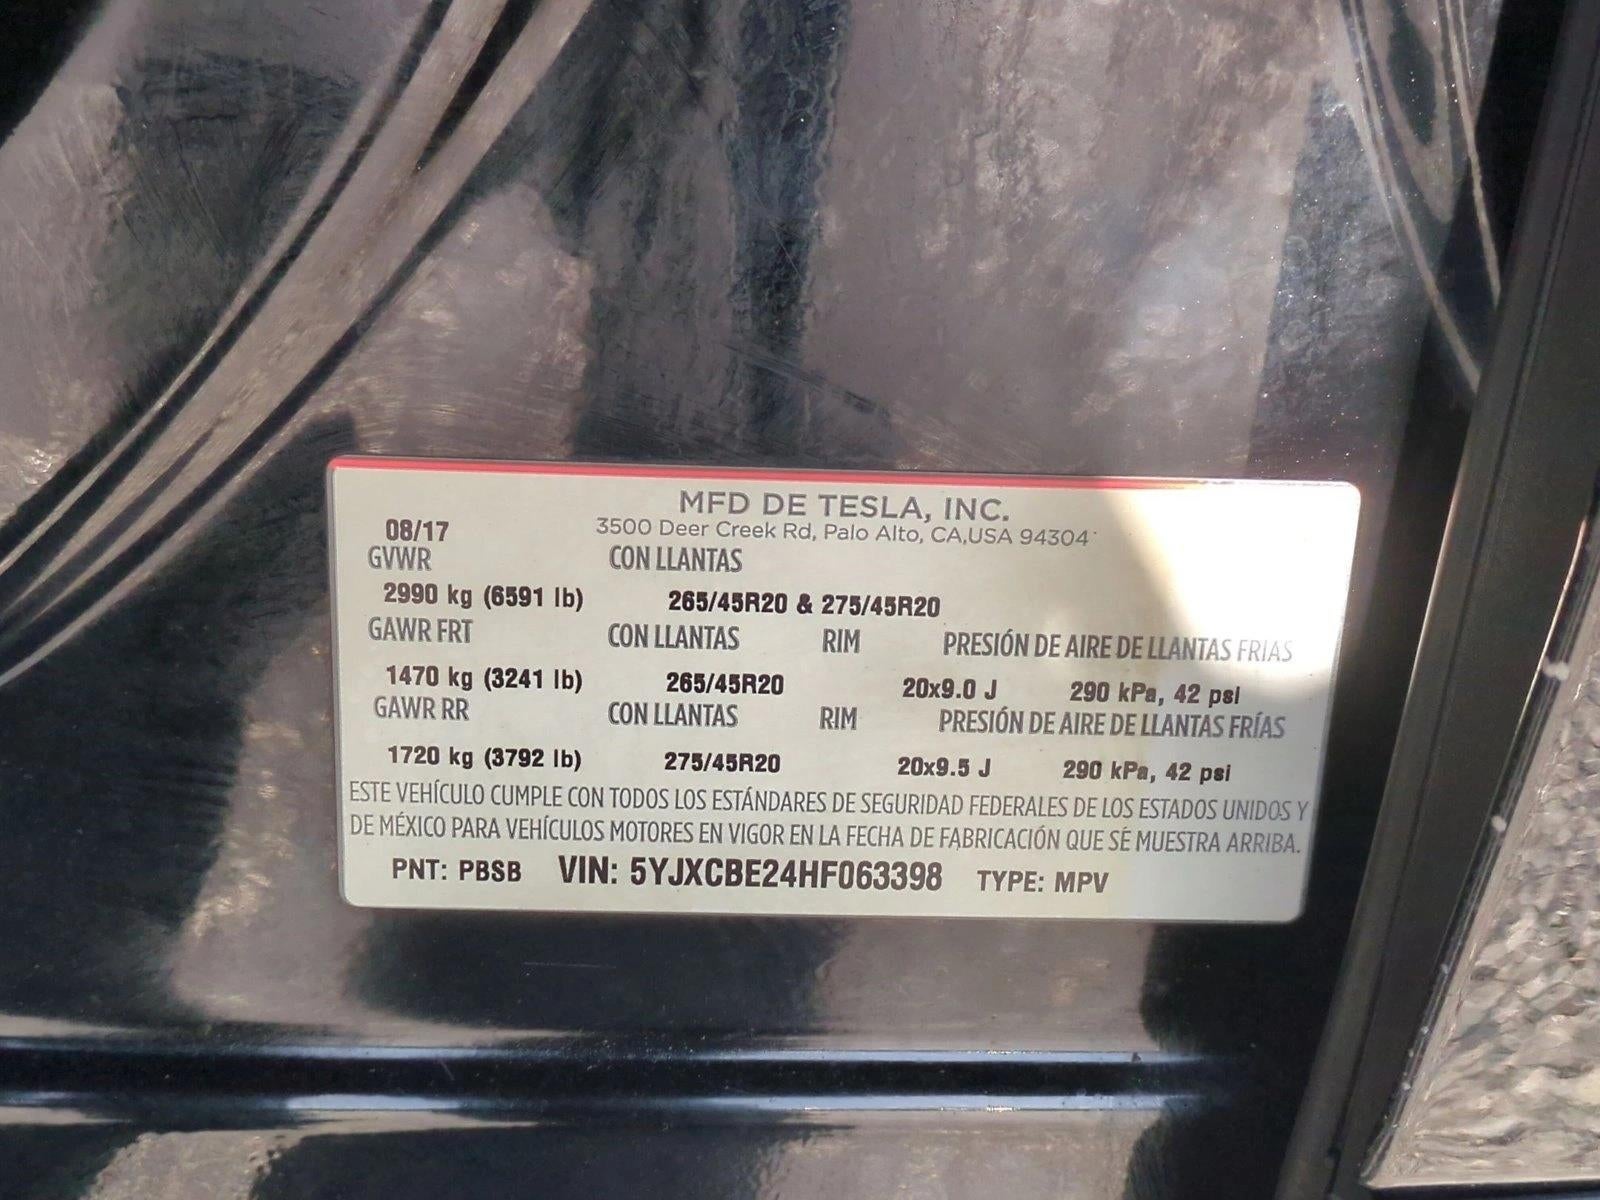 MFD DE TESLA, INC.
3500 Deer Creek Rd, Palo Alto, CA,USA 94304
08/17
GVWR CON LLANTAS
2990 kg (6591 lb) 265/45R20 & 275/45R20
GAWR FRT CON LLANTAS RIM PRESIÓN DE AIRE DE LLANTAS FRIAS
1470 kg (3241 lb) 265/45R20 20x9.0 J 290 kPa, 42 psi
GAWR RR CON LLANTAS RIM PRESIÓN DE AIRE DE LLANTAS FRÍAS
1720 kg (3792 lb) 275/45R20 20x9.5 J 290 kPa, 42 psi
ESTE VEHÍCULO CUMPLE CON TODOS LOS ESTÁNDARES DE SEGURIDAD FEDERALES DE LOS ESTADOS UNIDOS Y
DE MÉXICO PARA VEHÍCULOS MOTORES EN VIGOR EN LA FECHA DE FABRICACIÓN QUE SE MUESTRA ARRIBA.
PNT: PBSB VIN: 5YJXCBE24HF063398 TYPE: MPV